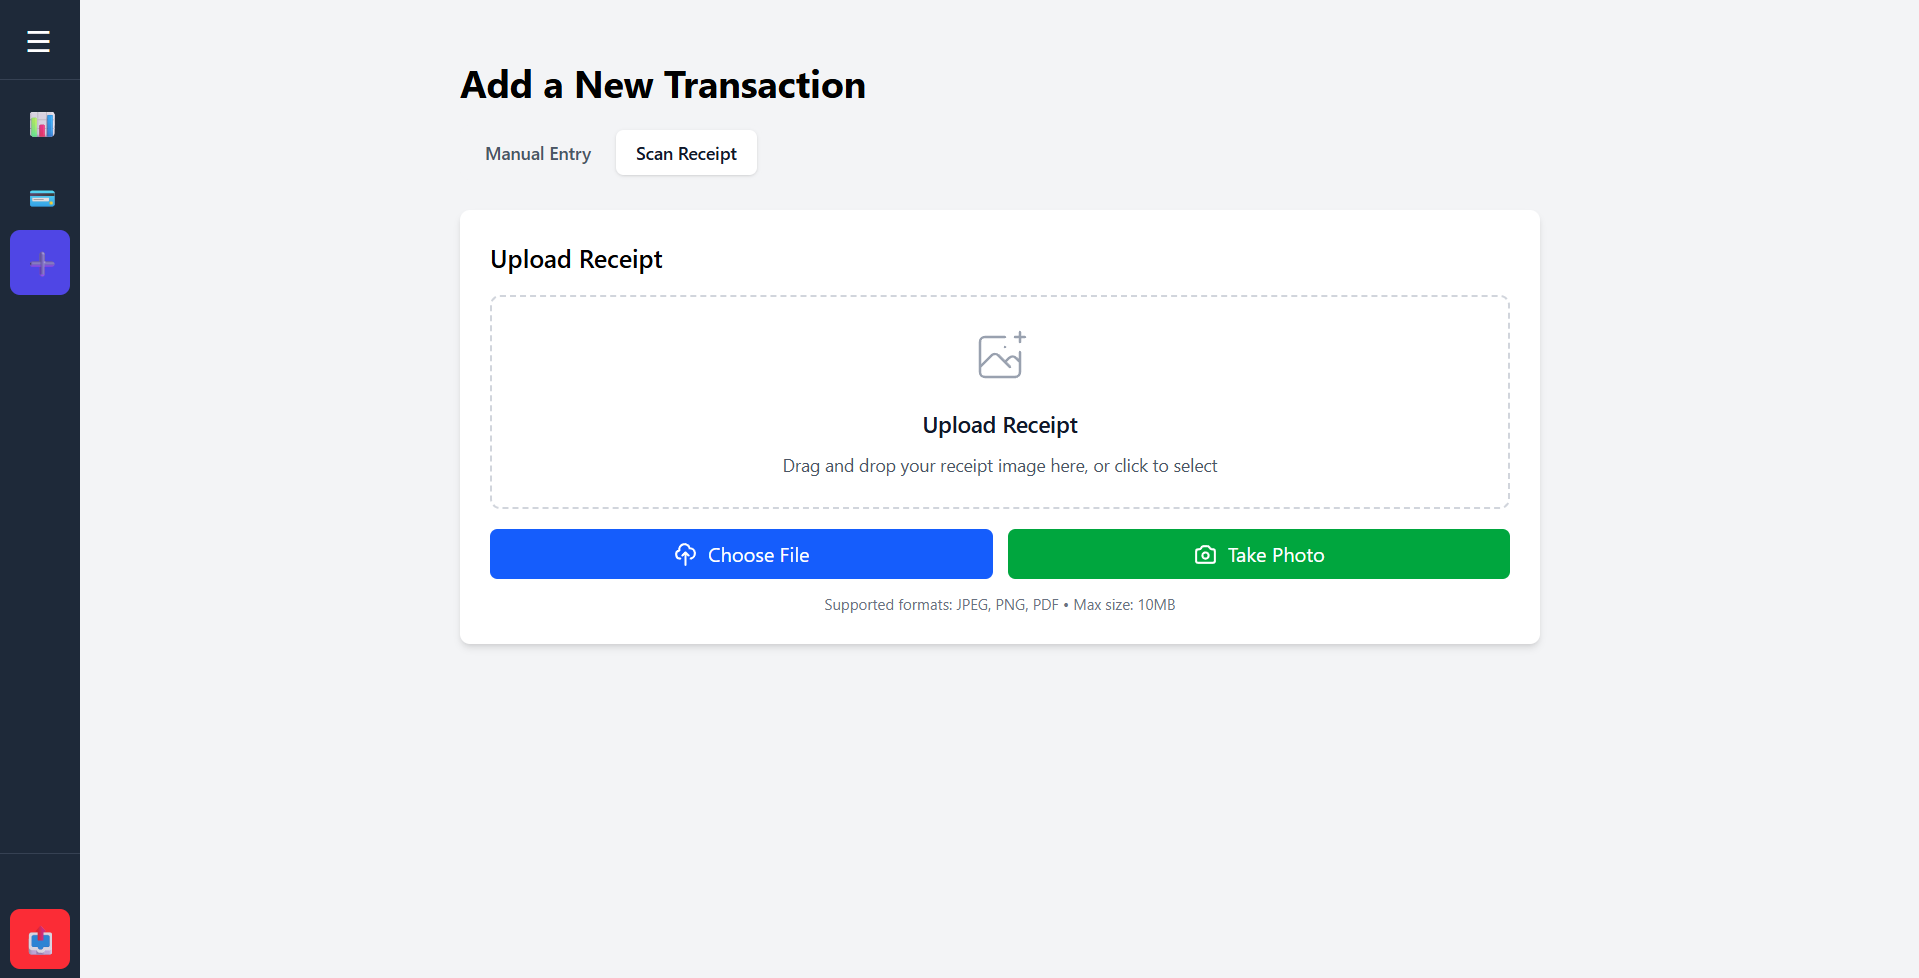 Add a New Transaction
Manual Entry
Scan Receipt
Upload Receipt
Upload Receipt
Drag and drop your receipt image here, or click to select
Choose File
Take Photo
Supported formats: JPEG, PNG, PDF • Max size: 10MB